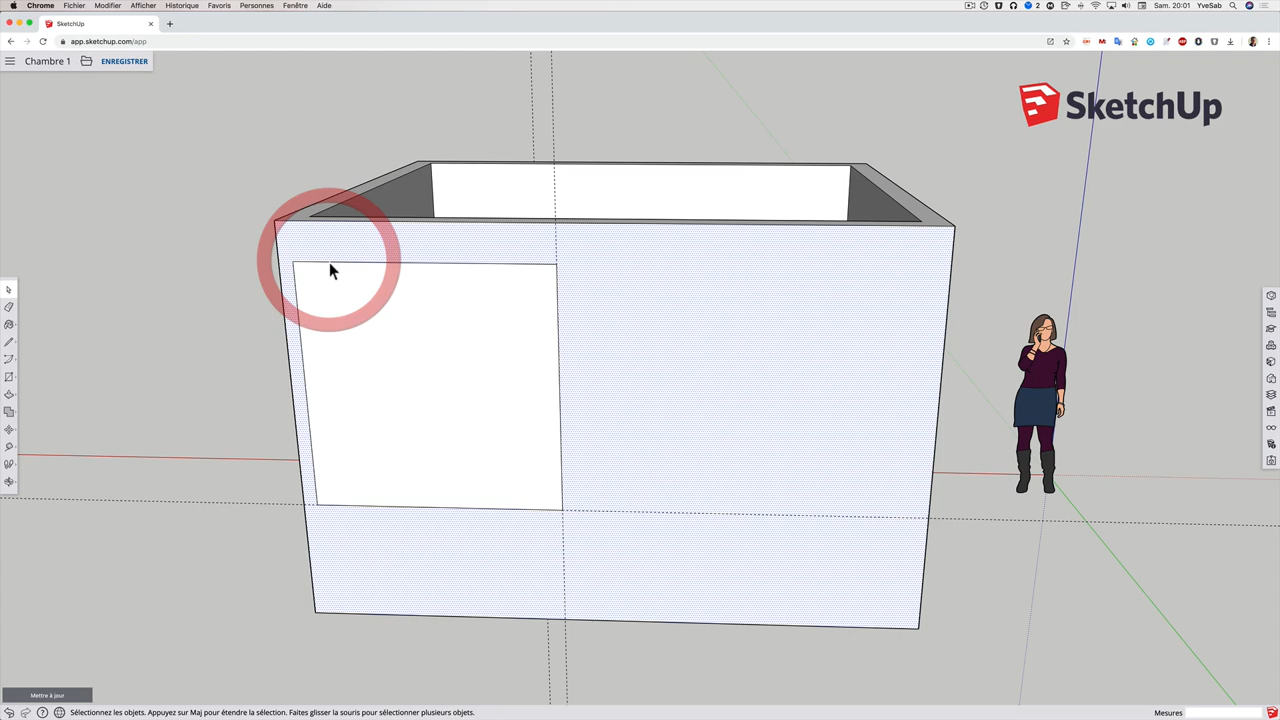 Chrome Fichier Modifier Afficher Historique Favoris Personnes Fenêtre Aide 2 Sam. 20:01 YveSab
SketchUp
app.sketchup.com/app
Chambre 1 ENREGISTRER
SketchUp
Mettre à jour
Sélectionnez les objets. Appuyez sur Maj pour étendre la sélection. Faites glisser la souris pour sélectionner plusieurs objets. Mesures